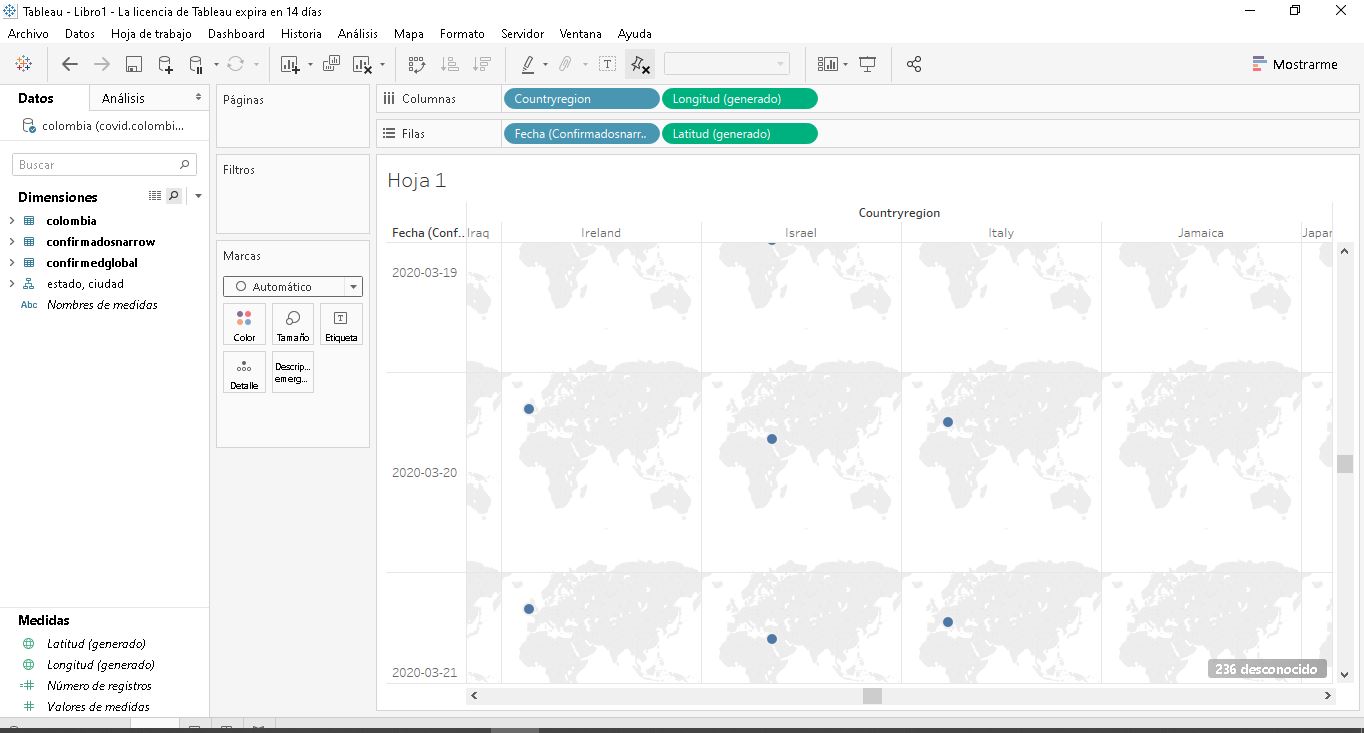 Tableau - Libro1 - La licencia de Tableau expira en 14 días
Archivo Datos Hoja de trabajo Dashboard Historia Análisis Mapa Formato Servidor Ventana Ayuda
Mostrarme
Datos Análisis
colombia (covid.colombi...
Buscar
Dimensiones
colombia
confirmadosnarrow
confirmedglobal
estado, ciudad
Abc Nombres de medidas
Medidas
Latitud (generado)
Longitud (generado)
Número de registros
Valores de medidas
Páginas
Filtros
Marcas
Automático
Color Tamaño Etiqueta
Detalle Descrip...
emerg...
Columnas Countryregion Longitud (generado)
Filas Fecha (Confirmadosnarr.. Latitud (generado)
Hoja 1
Countryregion
Fecha (Conf.. Iraq Ireland Israel Italy Jamaica Japan
2020-03-19
2020-03-20
2020-03-21
236 desconocido